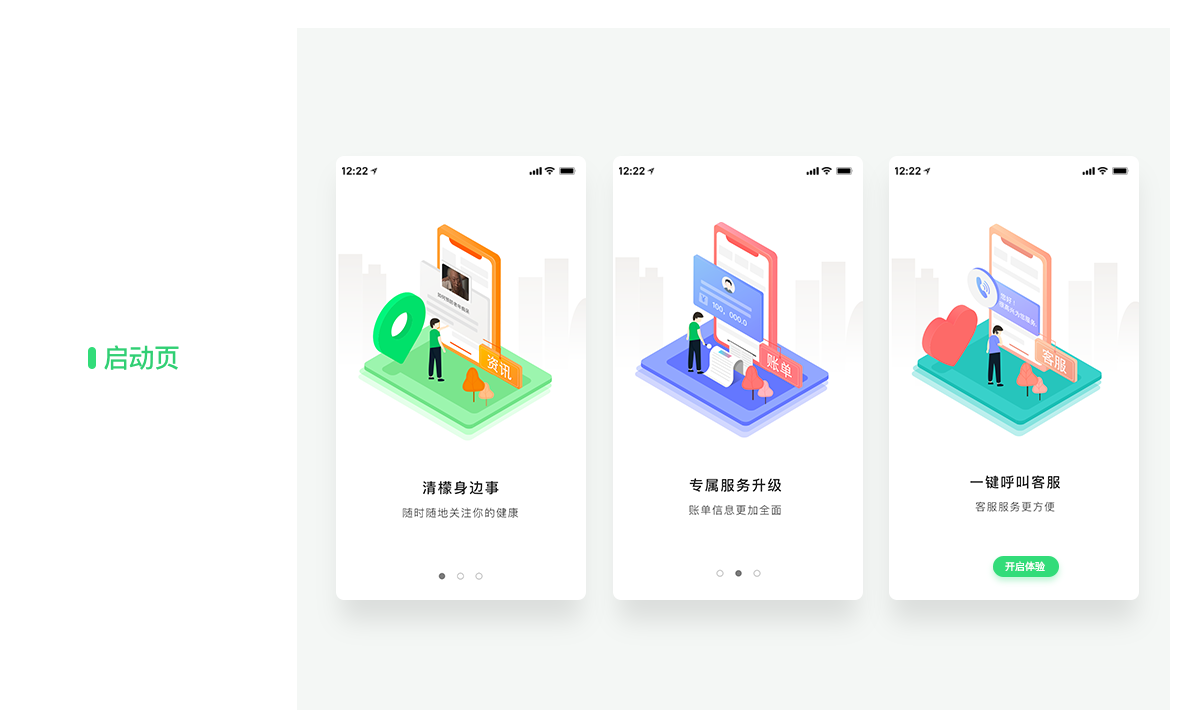 启动页
12:22
资讯
清檬身边事
随时随地关注你的健康
12:22
100，000.0
账单
专属服务升级
账单信息更加全面
12:22
您好！
客服
一键呼叫客服
客服服务更方便
开启体验